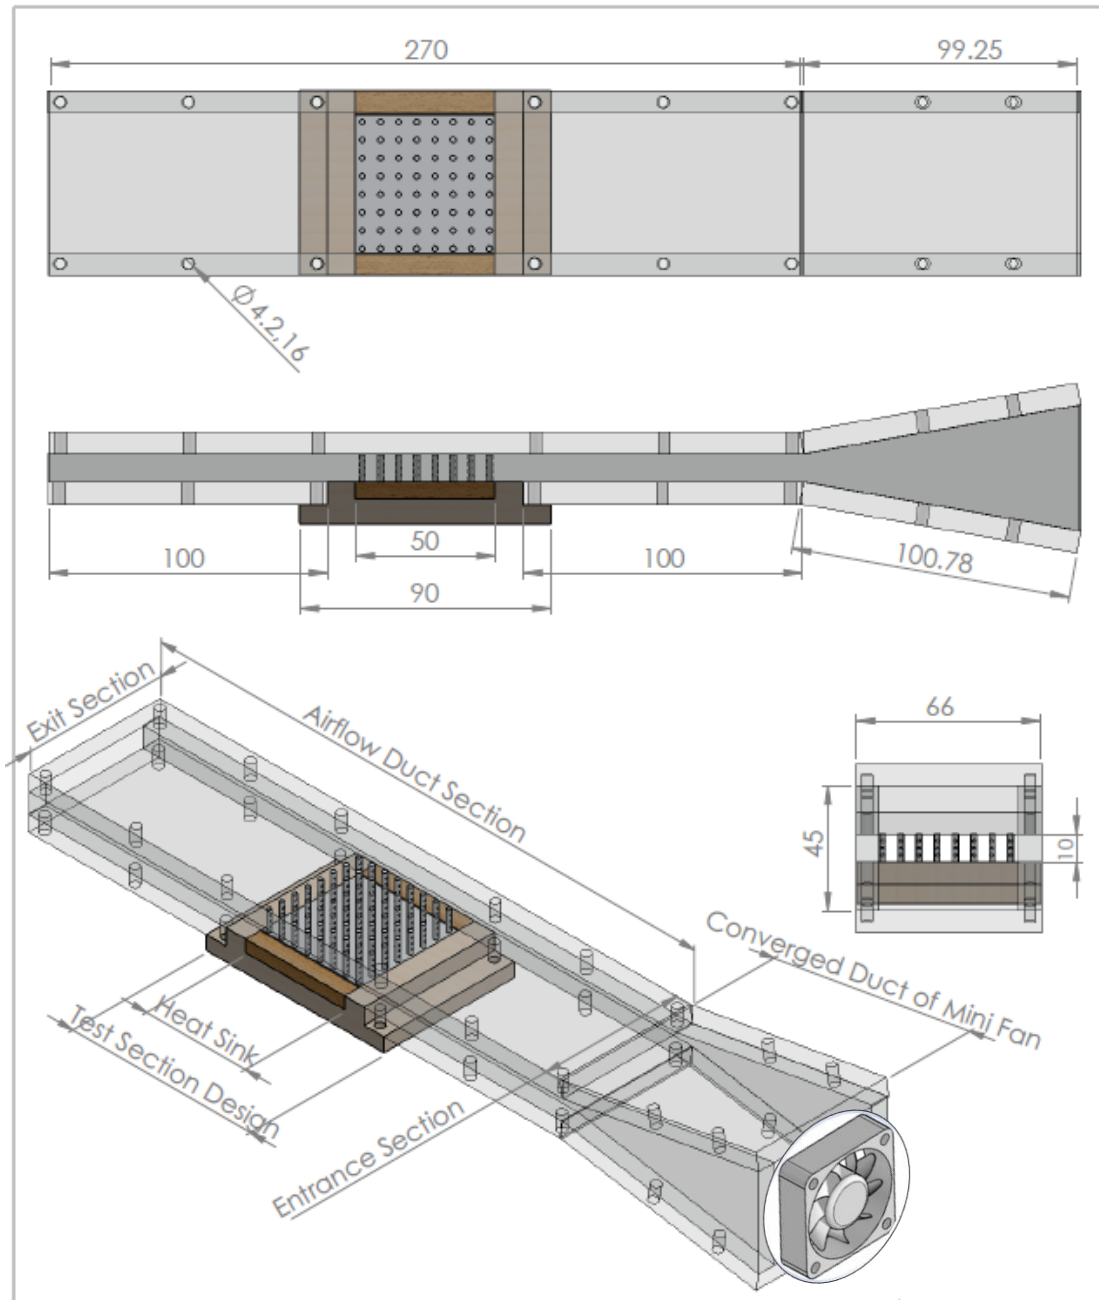 270
99.25
Ø4.2,16
100
50
100
100.78
90
Exit Section
Airflow Duct Section
66
45
10
Converged Duct of Mini Fan
Heat Sink
Test Section Design
Entrance Section